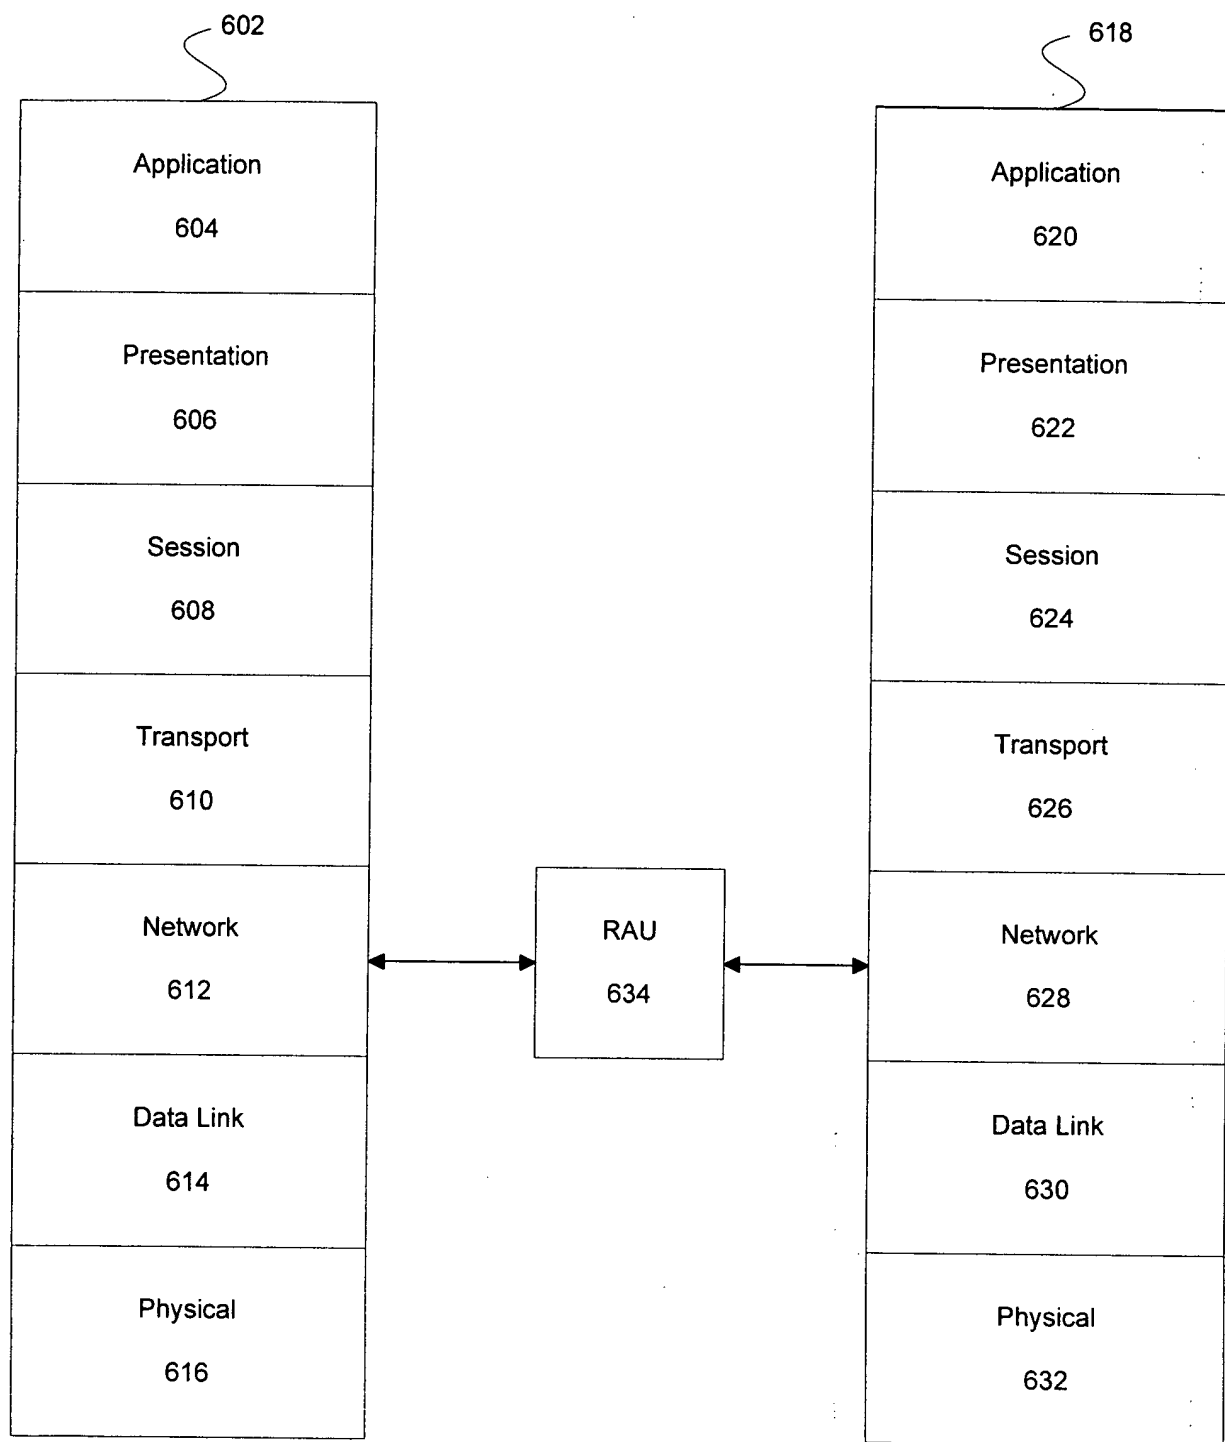 602
618
Application
604
Presentation
606
Session
608
Transport
610
Network
612
Data Link
614
Physical
616
RAU
634
Application
620
Presentation
622
Session
624
Transport
626
Network
628
Data Link
630
Physical
632